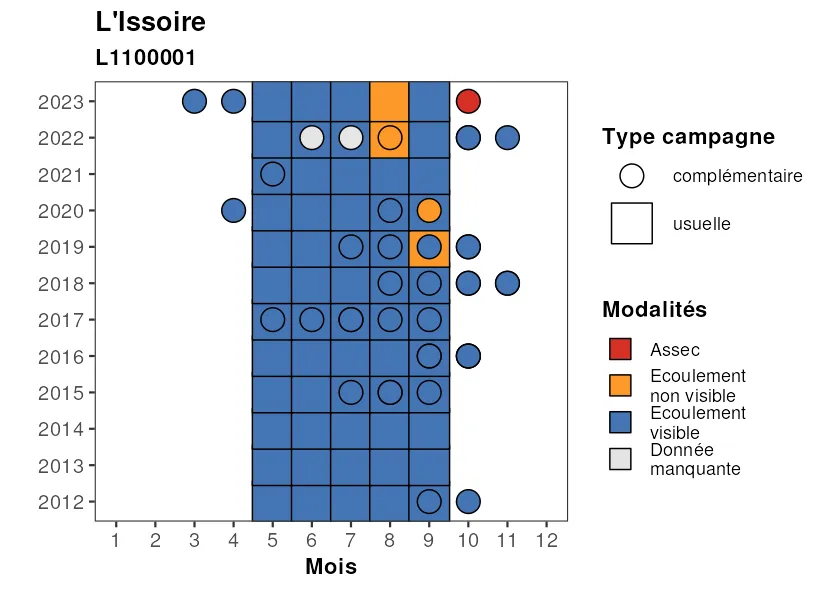 L'Issoire
L1100001
2023
2022
2021
2020
2019
2018
2017
2016
2015
2014
2013
2012
1 2 3 4 5 6 7 8 9 10 11 12
Mois
Type campagne
complémentaire
usuelle
Modalités
Assec
Ecoulement
non visible
Ecoulement
visible
Donnée
manquante